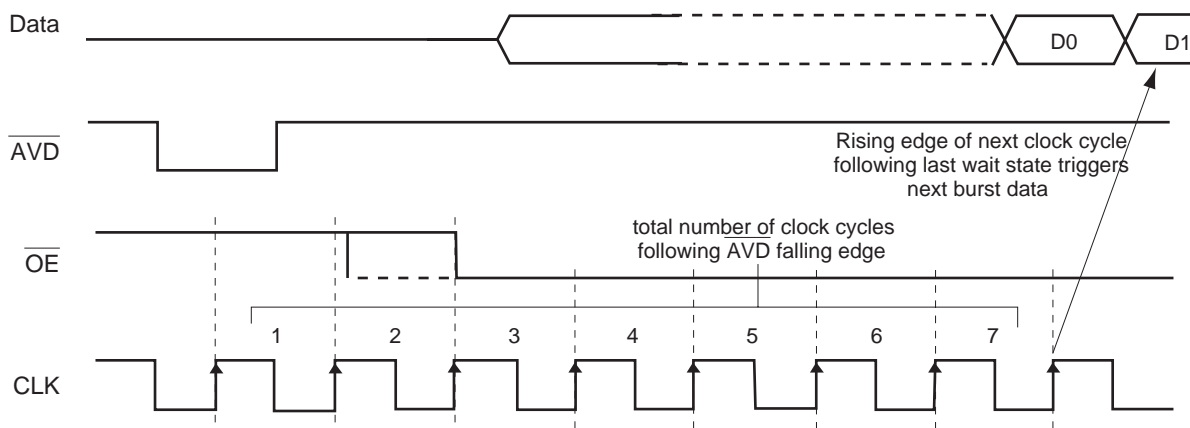 Data
D0
D1
AVD
Rising edge of next clock cycle
following last wait state triggers
next burst data
OE
total number of clock cycles
following AVD falling edge
1 2 3 4 5 6 7
CLK